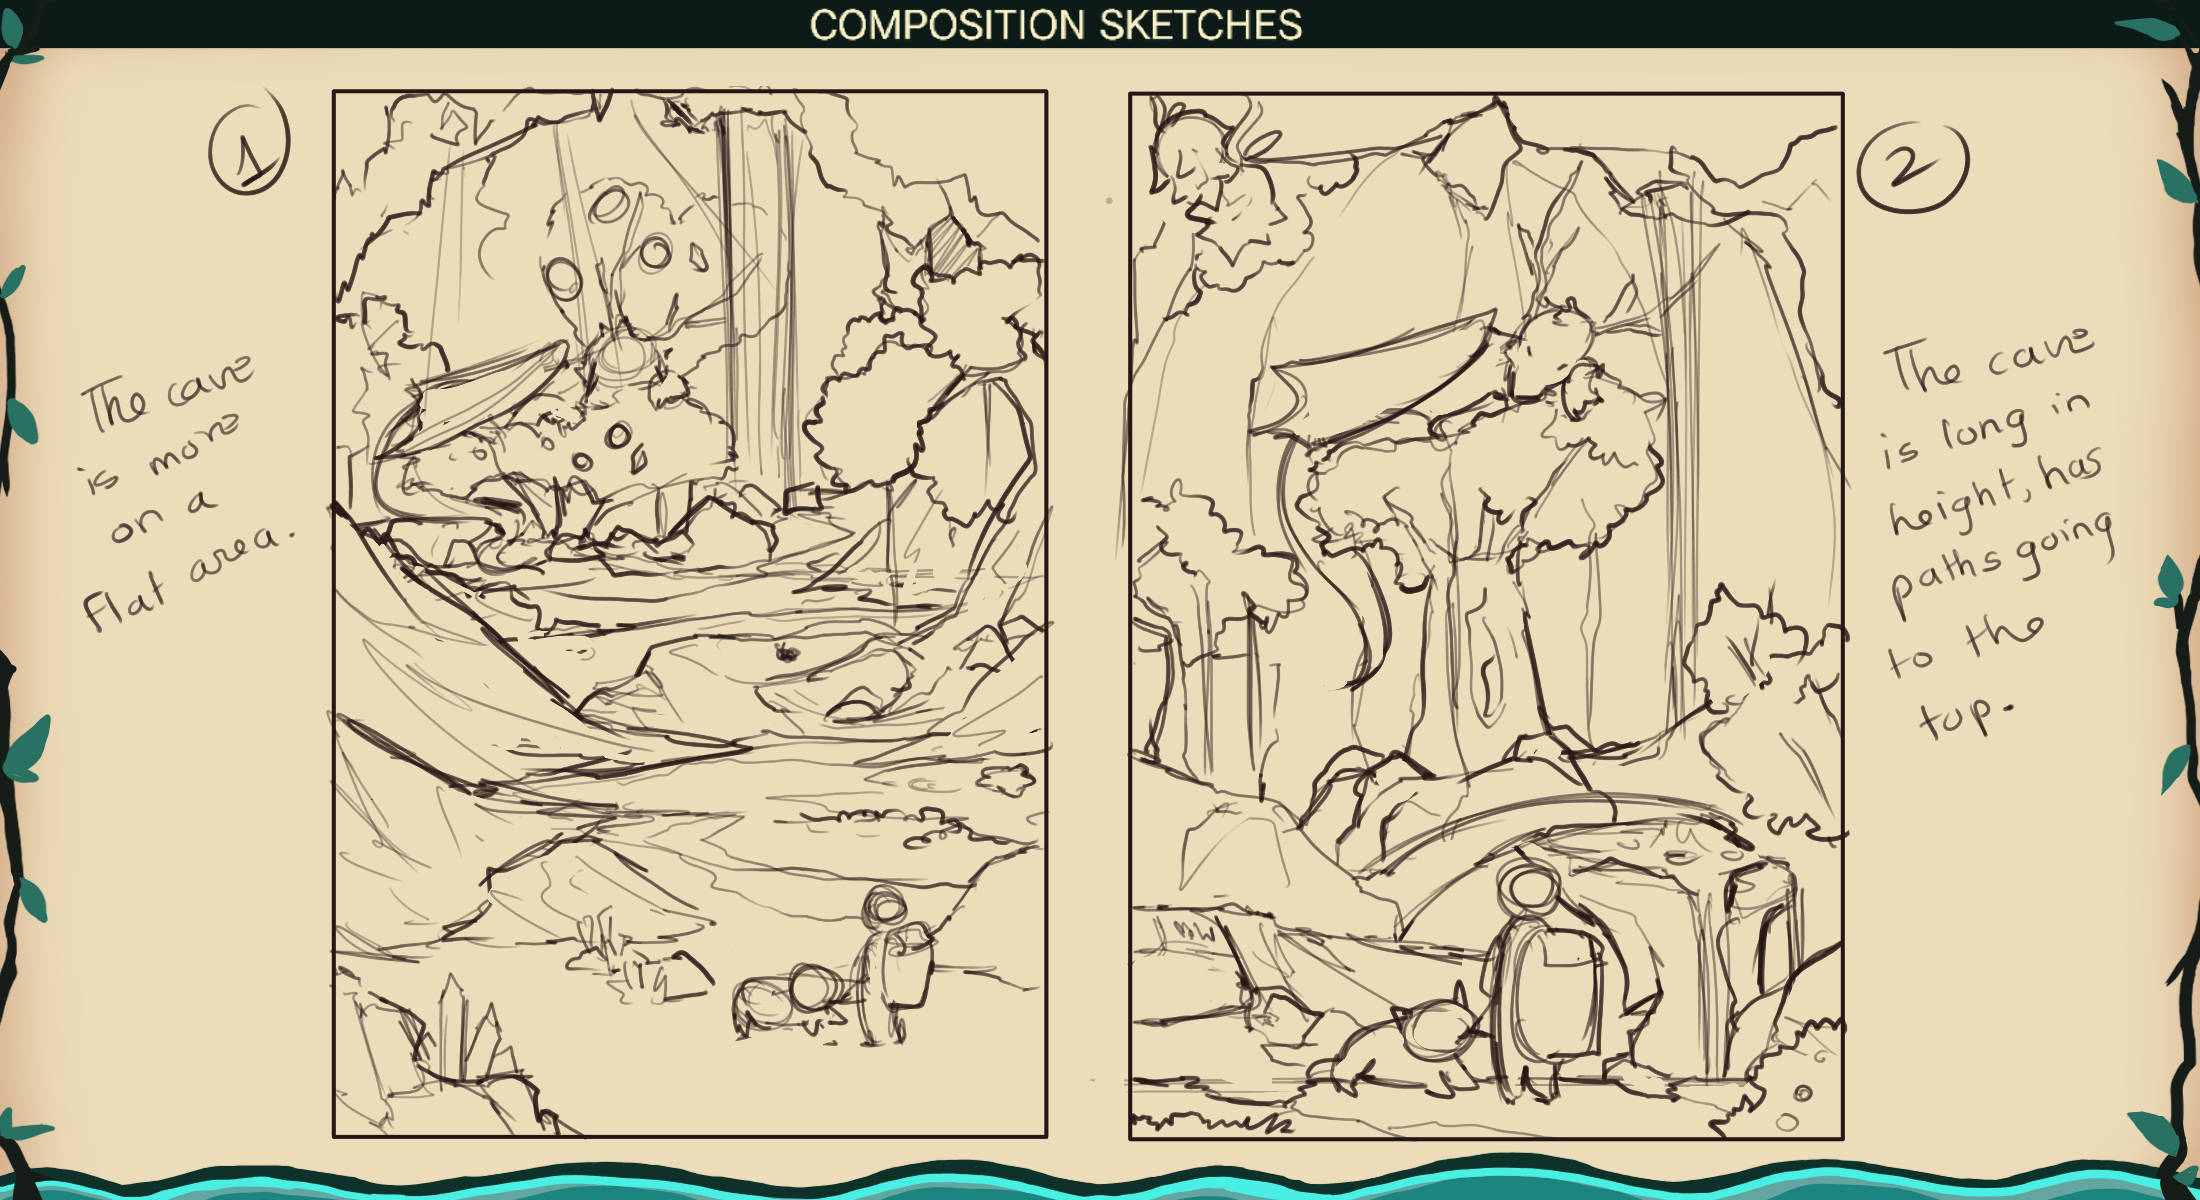 COMPOSITION SKETCHES
1
The cave
is more
on a
flat area.
2
The cave
is long in
height, has
paths going
to the
top.